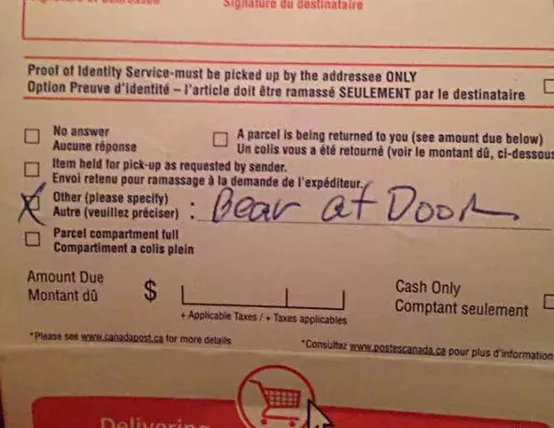 Signature du destinataire
Proof of Identity Service-must be picked up by the addressee ONLY
Option Preuve d'identité – l'article doit être ramassé SEULEMENT par le destinataire
No answer
Aucune réponse
A parcel is being returned to you (see amount due below)
Un colis vous a été retourné (voir le montant dû, ci-dessous
Item held for pick-up as requested by sender.
Envoi retenu pour ramassage à la demande de l'expéditeur.
Other (please specify)
Autre (veuillez préciser) : Bear at Door
Parcel compartment full
Compartiment a colis plein
Amount Due
Montant dû
$
Cash Only
Comptant seulement
+ Applicable Taxes / + Taxes applicables
*Please see www.canadapost.ca for more details
*Consultez www.postescanada.ca pour plus d'information
Delivering